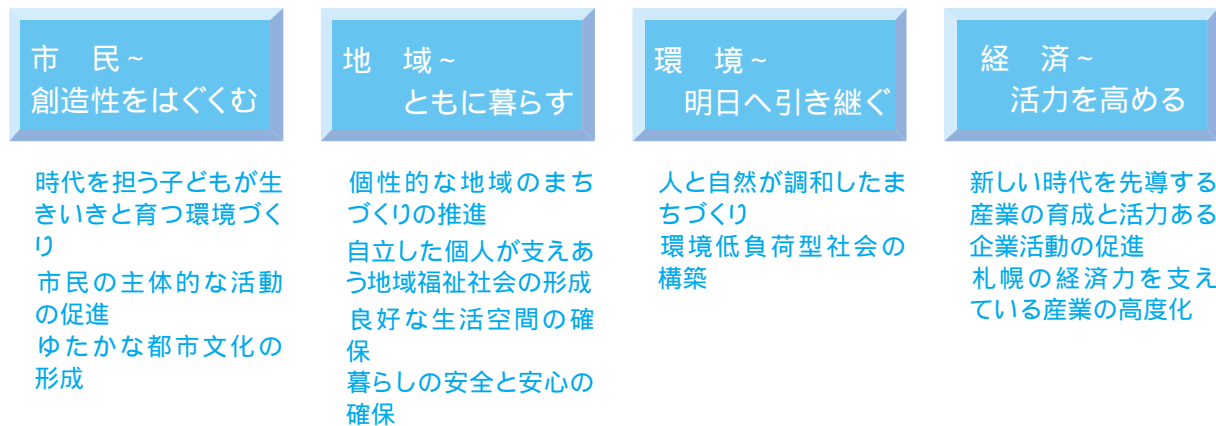 市　民~
創造性をはぐくむ
時代を担う子どもが生
きいきと育つ環境づく
り
市民の主体的な活動
の促進
ゆたかな都市文化の
形成
地　域~
ともに暮らす
個性的な地域のまち
づくりの推進
自立した個人が支えあ
う地域福祉社会の形成
良好な生活空間の確
保
暮らしの安全と安心の
確保
環　境~
明日へ引き継ぐ
人と自然が調和したま
ちづくり
環境低負荷型社会の
構築
経　済~
活力を高める
新しい時代を先導する
産業の育成と活力ある
企業活動の促進
札幌の経済力を支え
ている産業の高度化